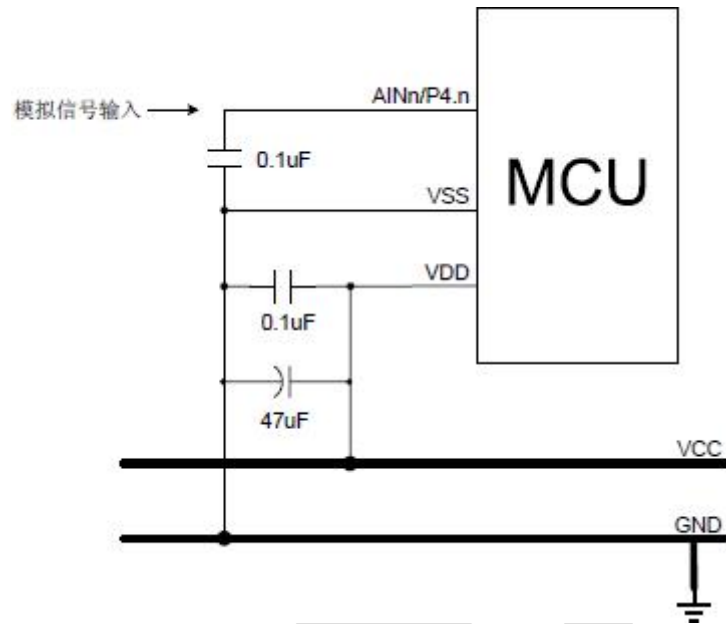 AINn/P4.n
模拟信号输入
0.1uF
MCU
VSS
VDD
0.1uF
47uF
VCC
GND